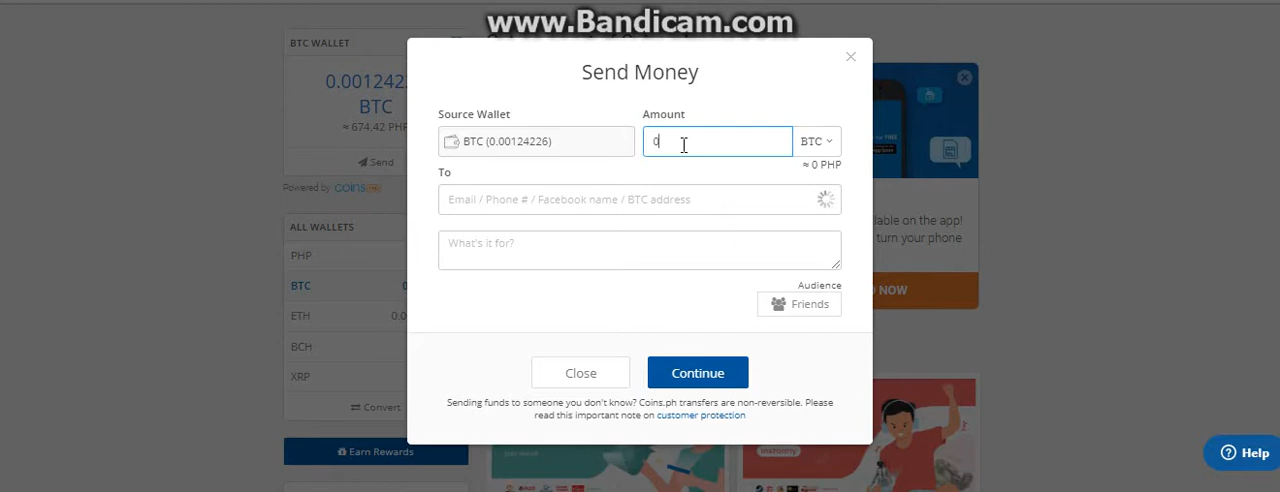 www.Bandicam.com
BTC WALLET
0.001242
BTC
≈ 674.42 PHP
Send
Powered by coins
ALL WALLETS
PHP
BTC 0
ETH 0.0
BCH
XRP
Convert
Earn Rewards
Send Money
Source Wallet
BTC (0.00124226)
Amount
0
BTC
≈ 0 PHP
To
Email / Phone # / Facebook name / BTC address
What's it for?
Audience
Friends
Close
Continue
Sending funds to someone you don't know? Coins.ph transfers are non-reversible. Please
read this important note on customer protection
able on the app!
turn your phone
NOW
Help